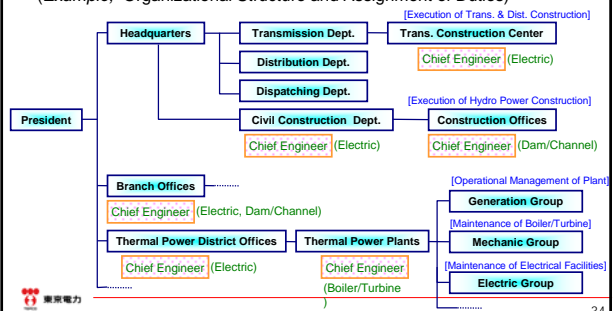 (Example, Organizational Structure and Assignment of Duties)
[Execution of Trans. & Dist. Construction]
Headquarters
Transmission Dept.
Trans. Construction Center
Chief Engineer (Electric)
Distribution Dept.
Dispatching Dept.
[Execution of Hydro Power Construction]
President
Civil Construction Dept.
Construction Offices
Chief Engineer (Electric)
Chief Engineer (Dam/Channel)
Branch Offices
Chief Engineer (Electric, Dam/Channel)
[Operational Management of Plant]
Generation Group
[Maintenance of Boiler/Turbine]
Thermal Power District Offices
Thermal Power Plants
Mechanic Group
Chief Engineer (Electric)
Chief Engineer
(Boiler/Turbine
)
[Maintenance of Electrical Facilities]
Electric Group
東京電力
24